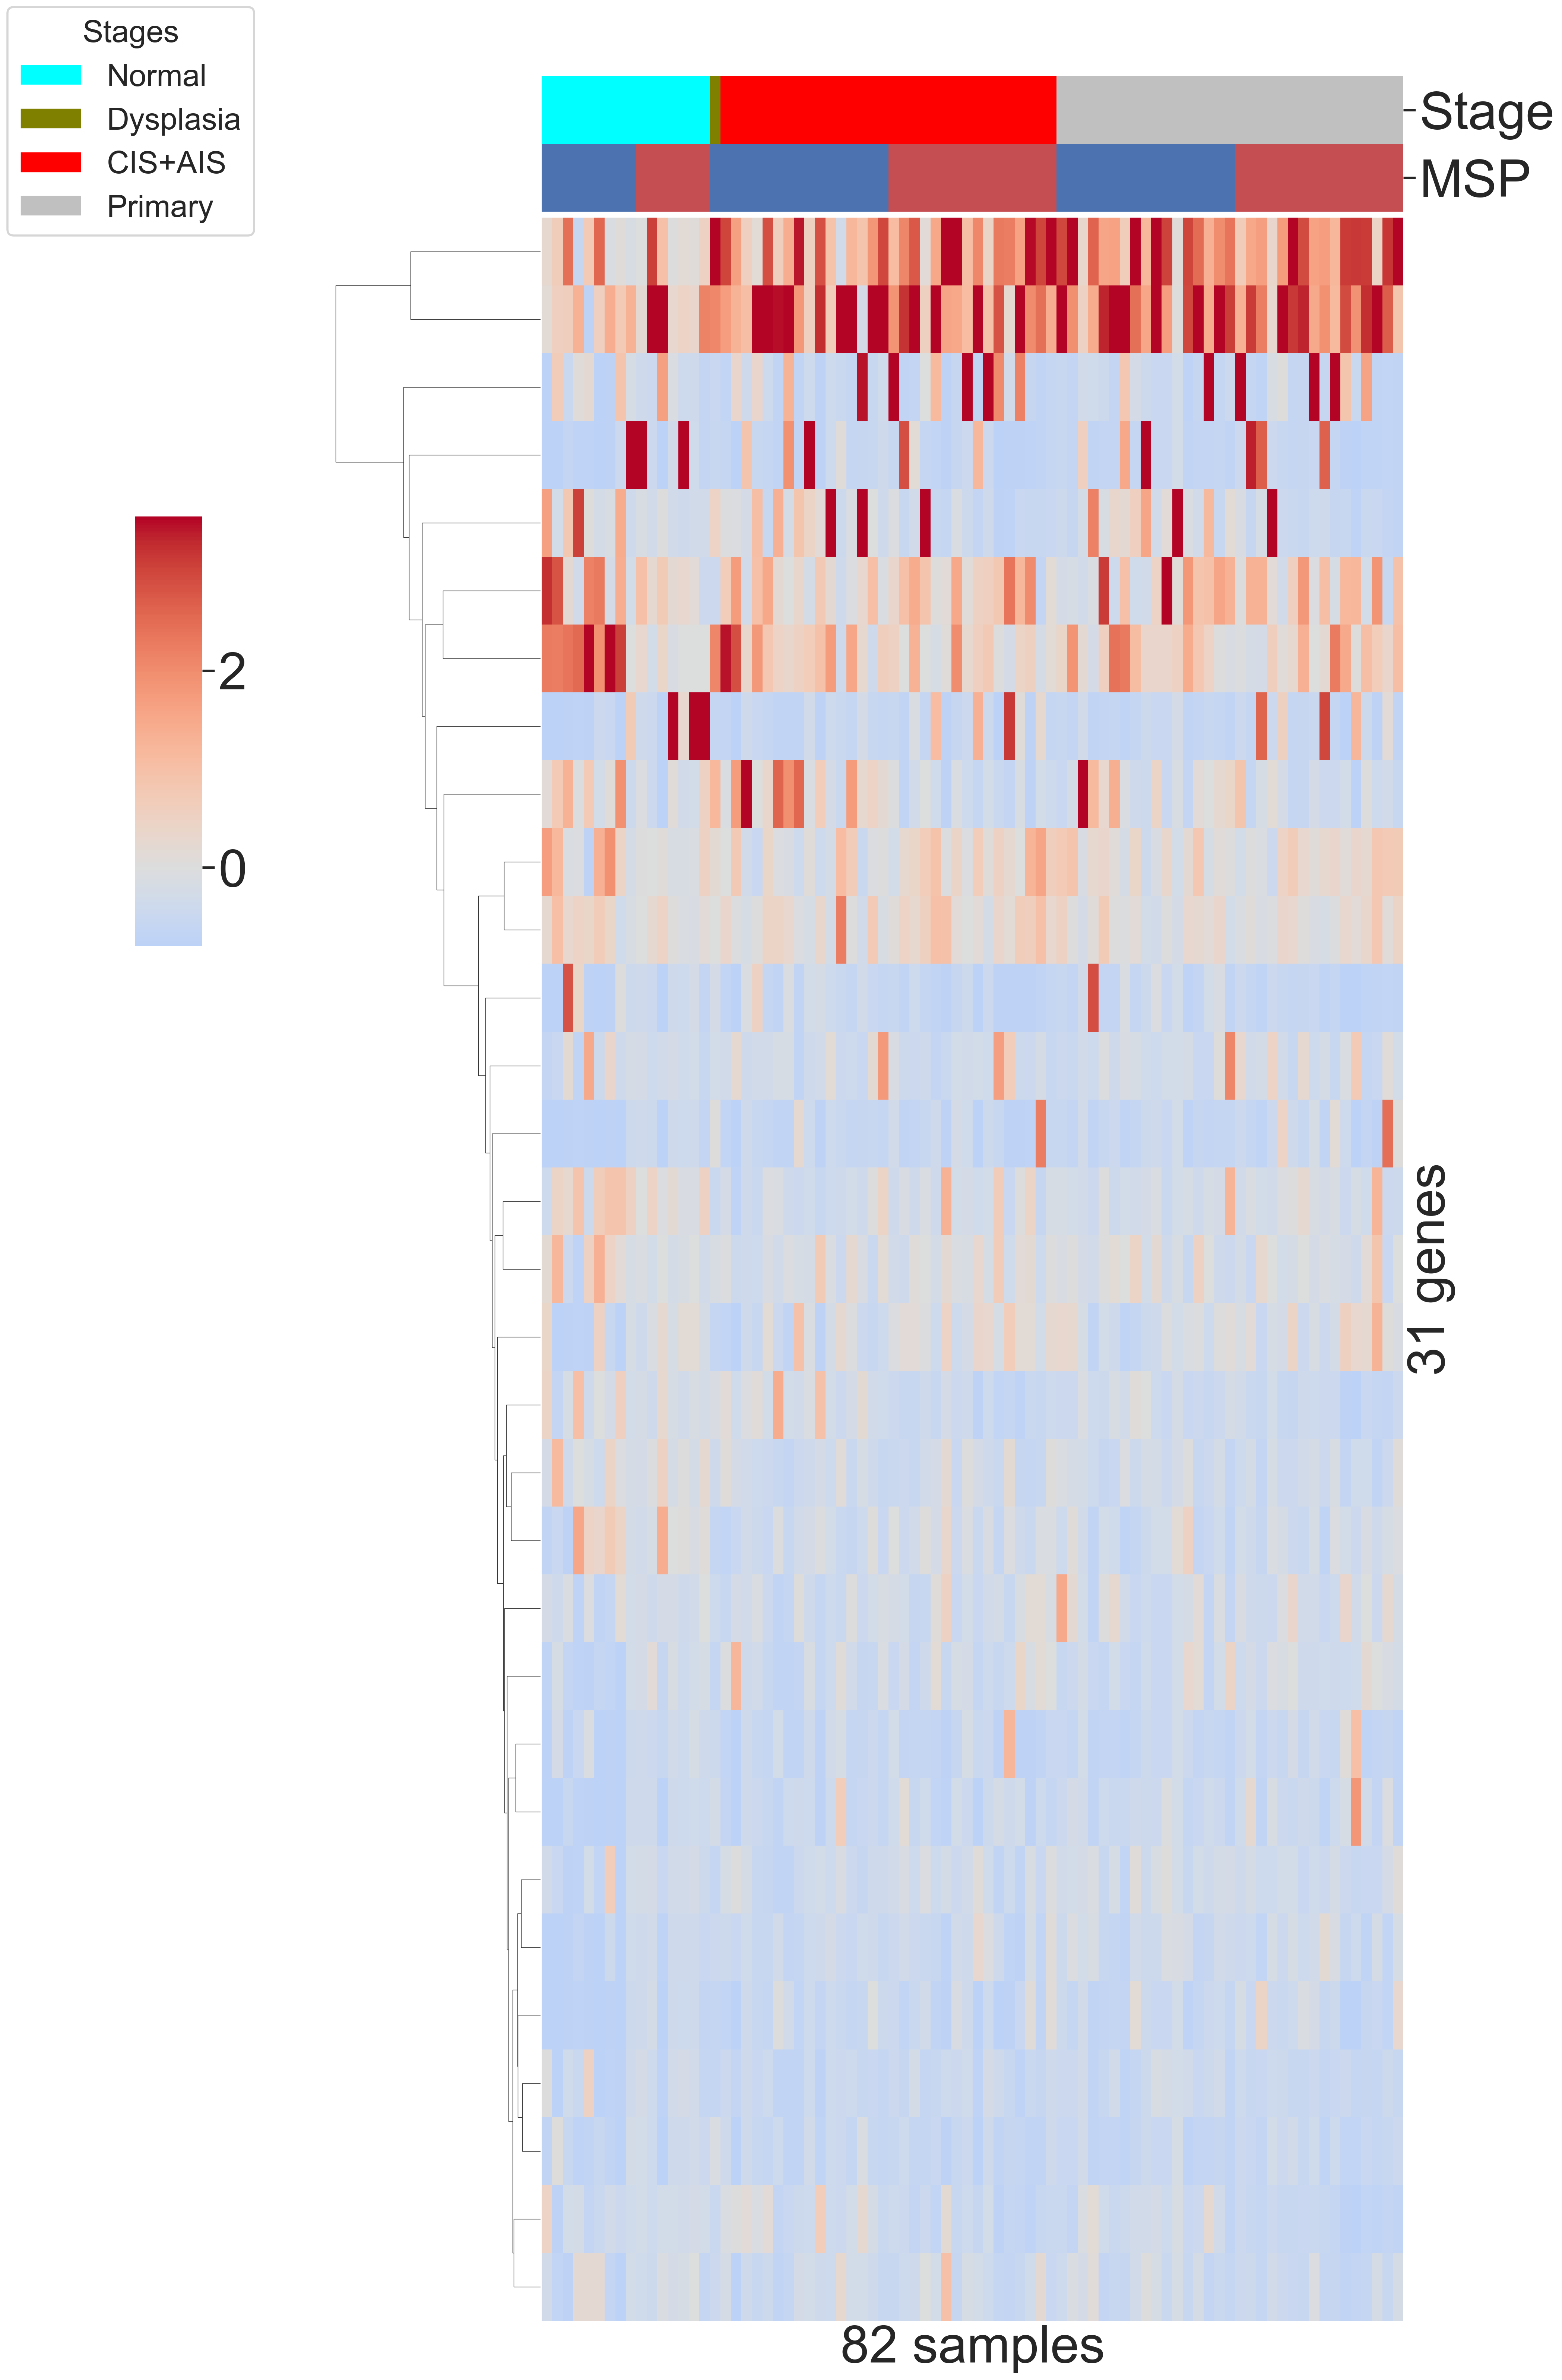 Stages
Normal
Dysplasia
CIS+AIS
Primary
Stage
MSP
2
0
31 genes
82 samples